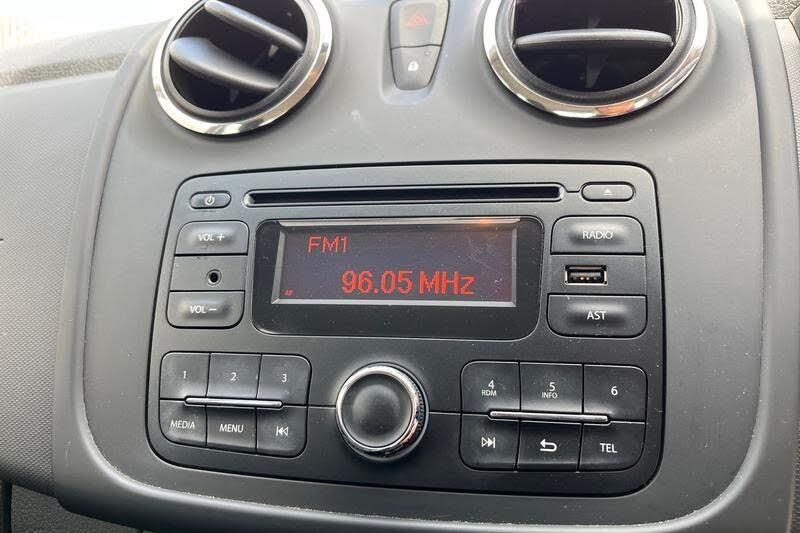 VOL +
RADIO
FM1
96.05 MHz
AF
VOL −
AST
1
2
3
4
RDM
5
INFO
6
MEDIA
MENU
TEL